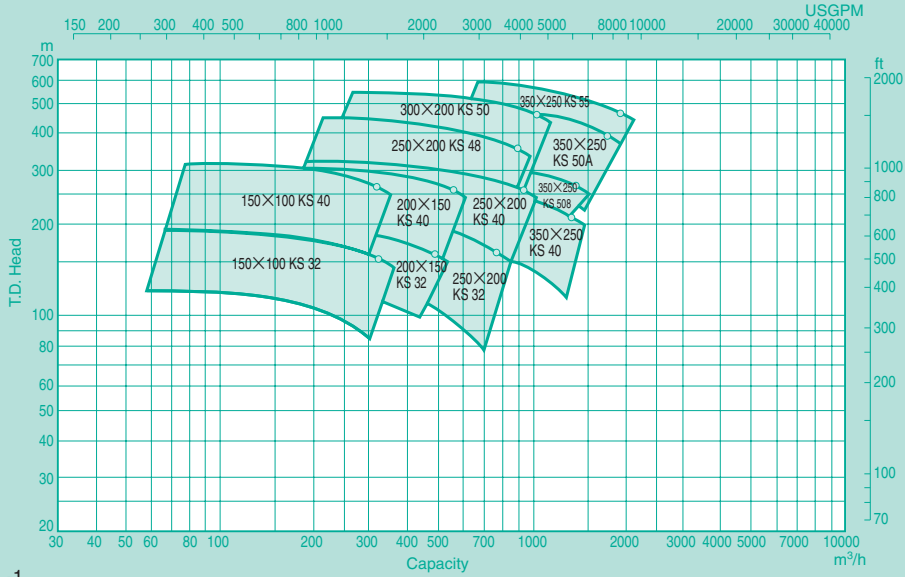 USGPM
150 200 300 400 500 800 1000 2000 4000 5000 7000 10000 20000 30000 40000
m
700
600
500
400
300
200
100
80
60
50
40
30
20
T.D. Head
ft
2000
1000
800
600
500
400
300
200
100
70
350×250 KS 55
300×200 KS 50
250×200 KS 48
350×250
KS 50A
350×250
KS 508
150×100 KS 40
200×150
KS 40
250×200
KS 40
350×250
KS 40
150×100 KS 32
200×150
KS 32
250×200
KS 32
30 40 50 60 80 100 200 300 400 500 700 1000 2000 3000 4000 5000 7000 10000
Capacity
m³/h
1